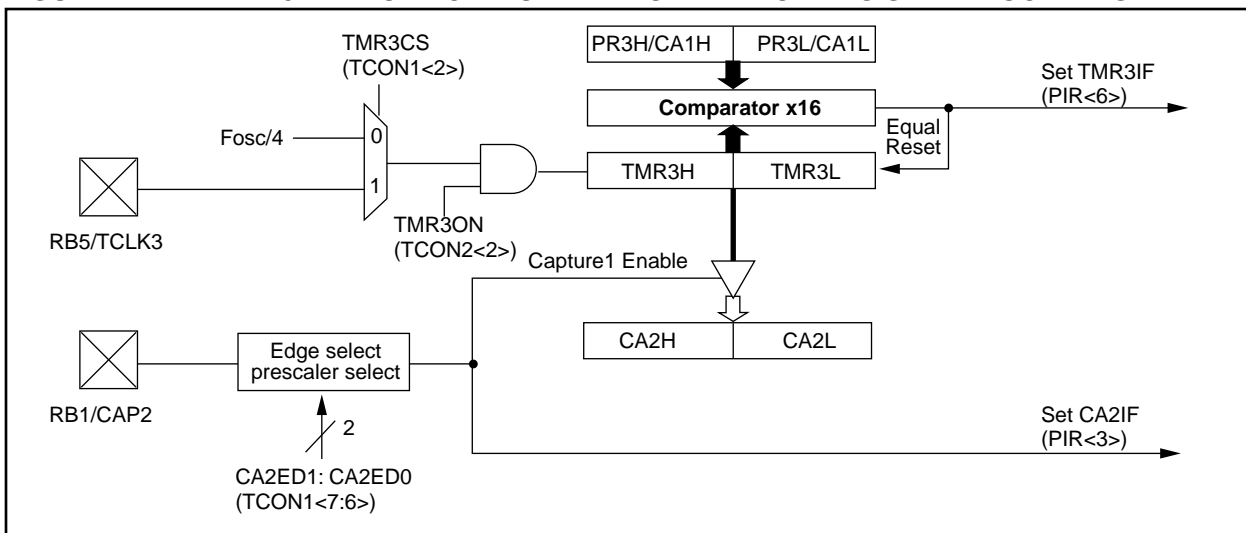 PR3H/CA1H PR3L/CA1L
TMR3CS
(TCON1<2>)
Set TMR3IF
(PIR<6>)
Comparator x16
Fosc/4
0
Equal
Reset
TMR3H TMR3L
1
RB5/TCLK3
TMR3ON
(TCON2<2>)
Capture1 Enable
CA2H CA2L
Edge select
prescaler select
RB1/CAP2
2
Set CA2IF
(PIR<3>)
CA2ED1: CA2ED0
(TCON1<7:6>)